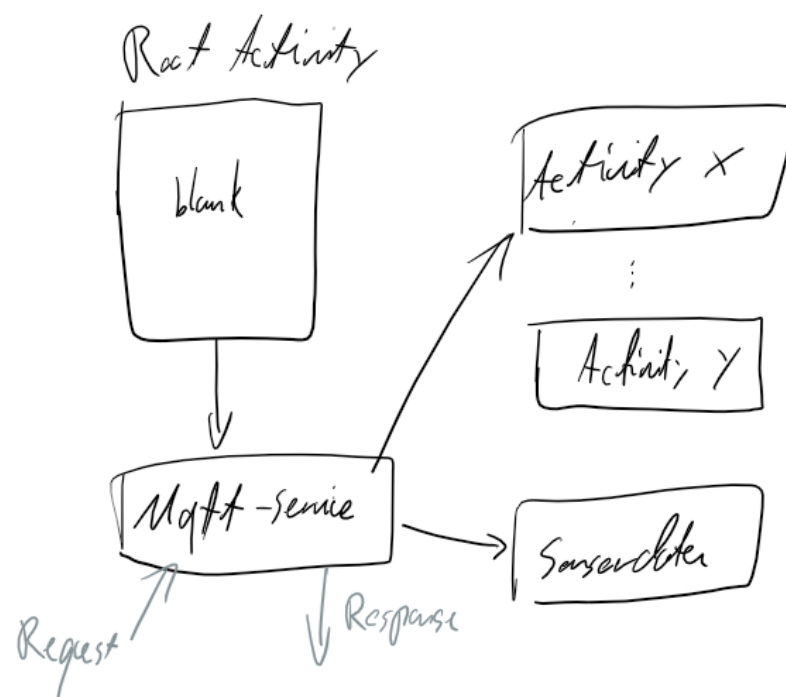 Root Activity
blank
Activity X
⋮
Activity Y
Mqtt-Service
Sensordaten
Request
Response